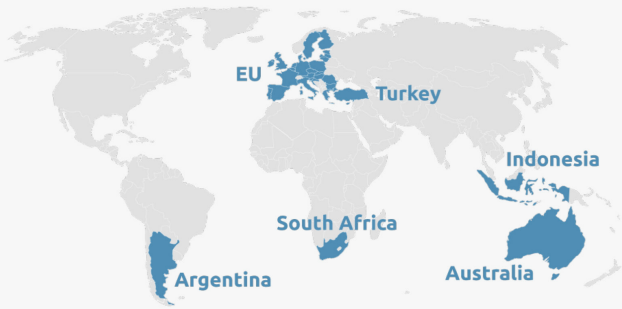 EU
Turkey
Indonesia
South Africa
Australia
Argentina